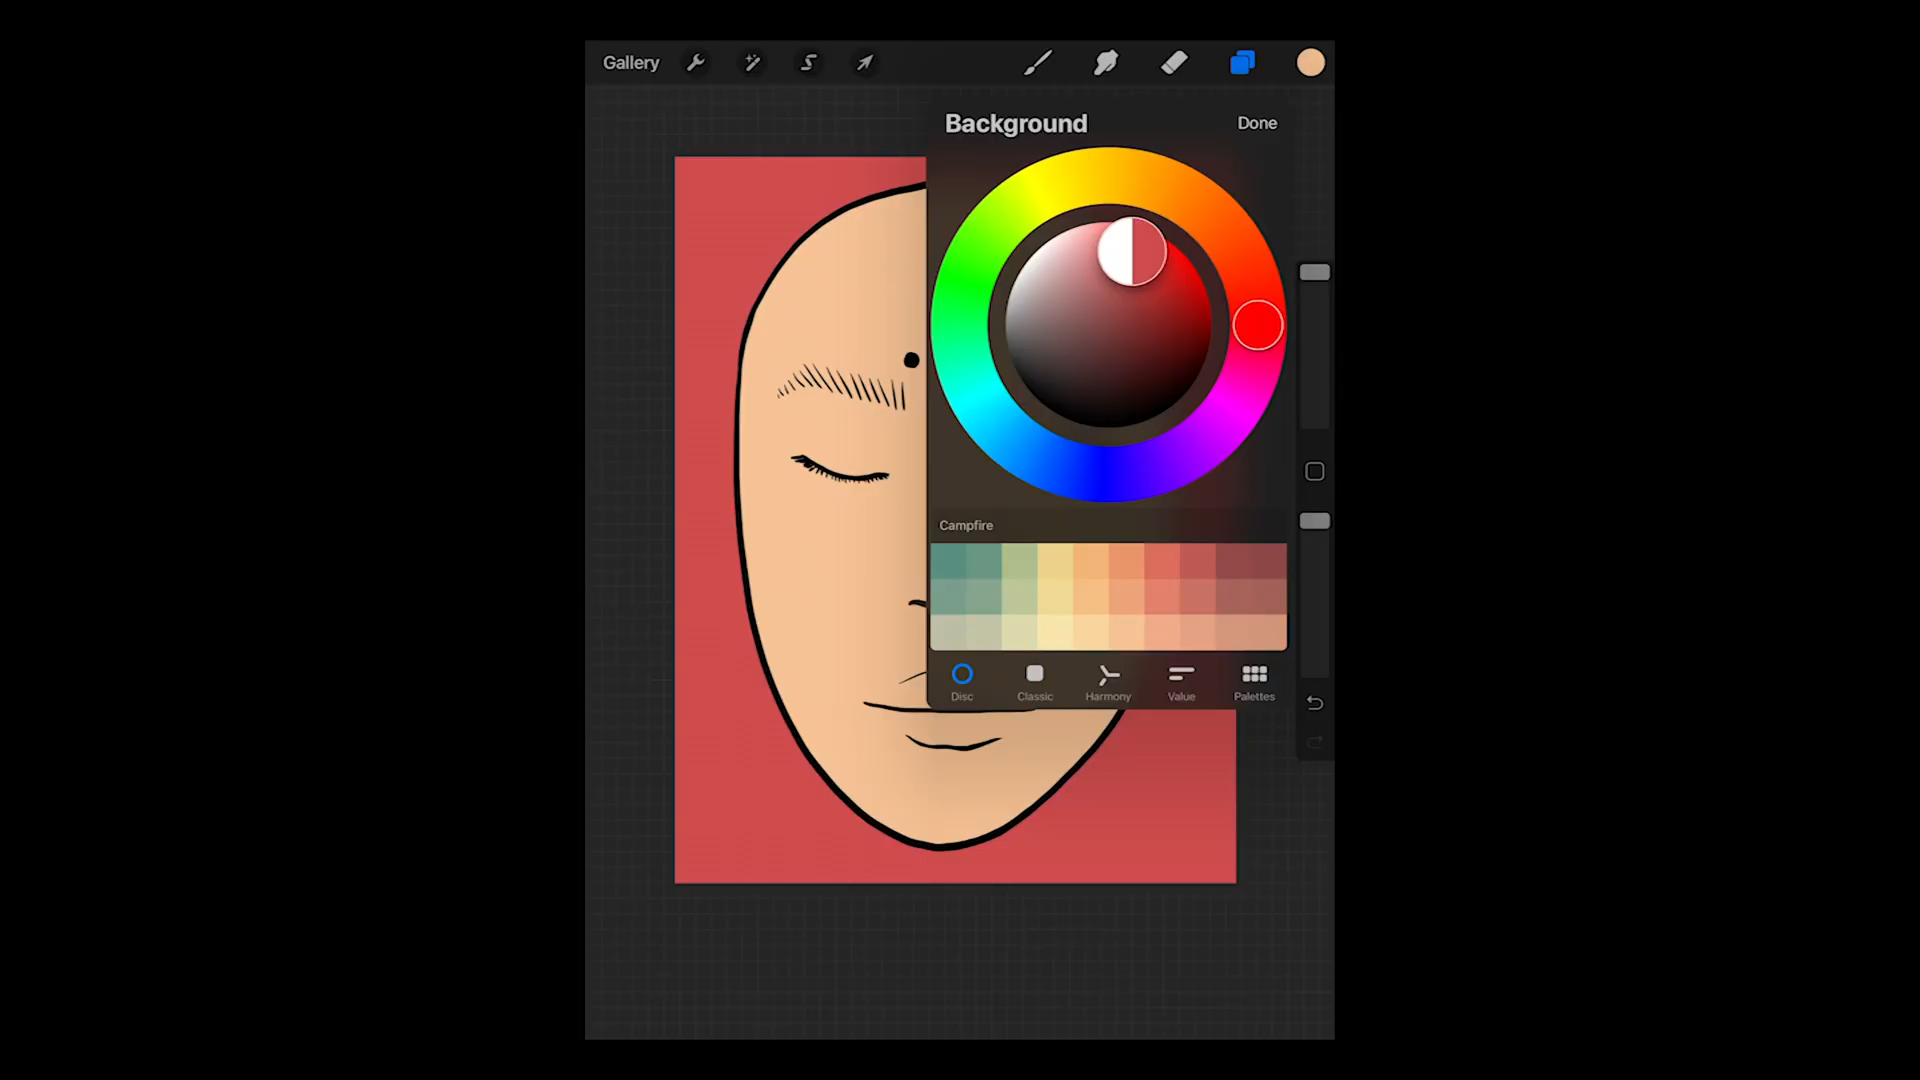 Gallery
Background
Done
Campfire
Disc
Classic
Harmony
Value
Palettes